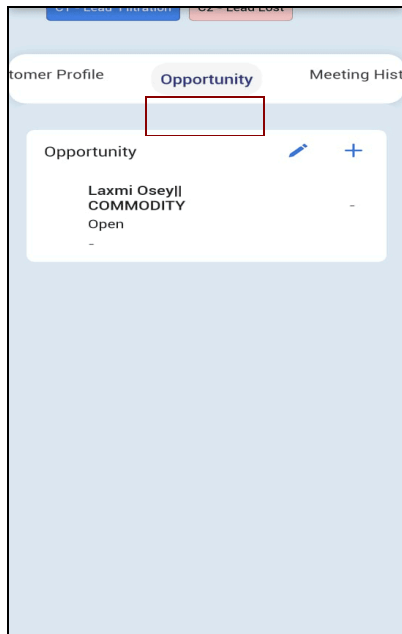 C1 - Lead Filtration C2 - Lead Lost
tomer Profile Opportunity Meeting Hist
Opportunity
Laxmi Osey||
COMMODITY
-
Open
-